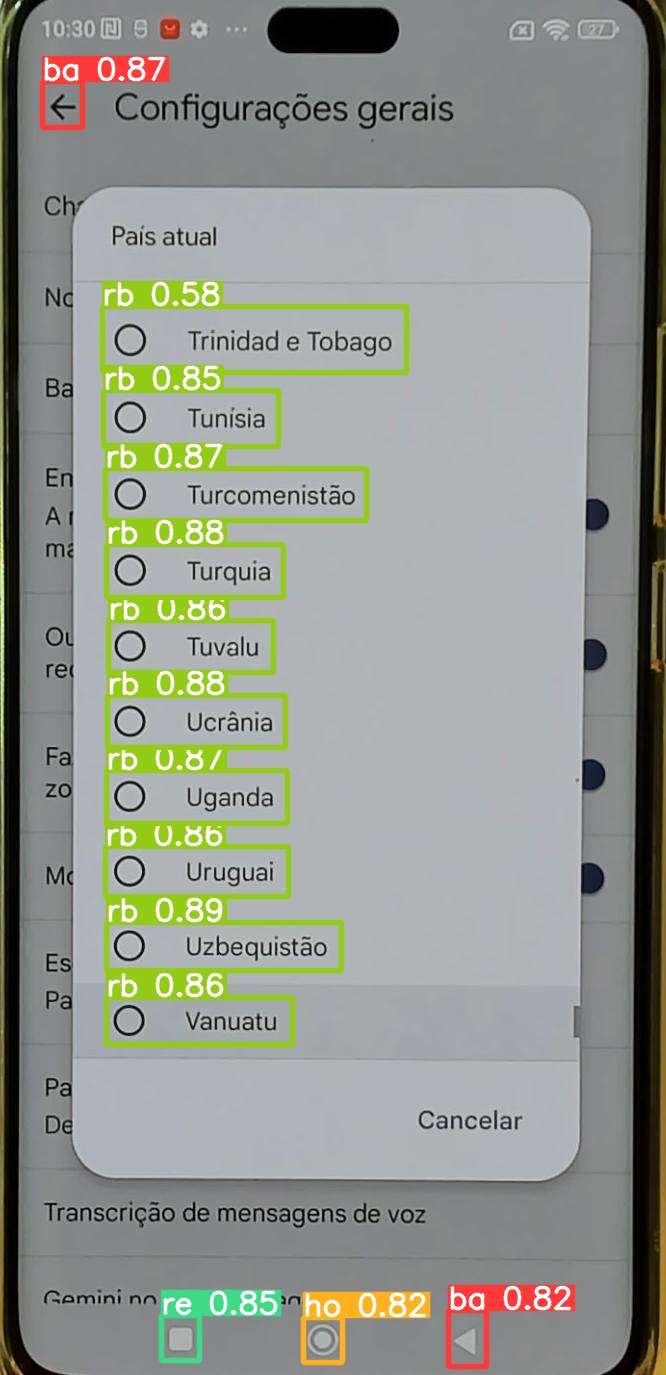 10:30 ... 27
ba 0.87
Configurações gerais
Ch
País atual
No
rb 0.58
Trinidad e Tobago
Ba
rb 0.85
Tunísia
rb 0.87
En
Turcomenistão
A
rb 0.88
ma
Turquia
rb 0.86
Ou
Tuvalu
rec
rb 0.88
Ucrânia
Fa
rb 0.87
zo
Uganda
rb 0.86
Mo
Uruguai
rb 0.89
Es
Uzbequistão
rb 0.86
Pa
Vanuatu
Pa
De
Cancelar
Transcrição de mensagens de voz
Gemini no
re 0.85
ho 0.82
ba 0.82